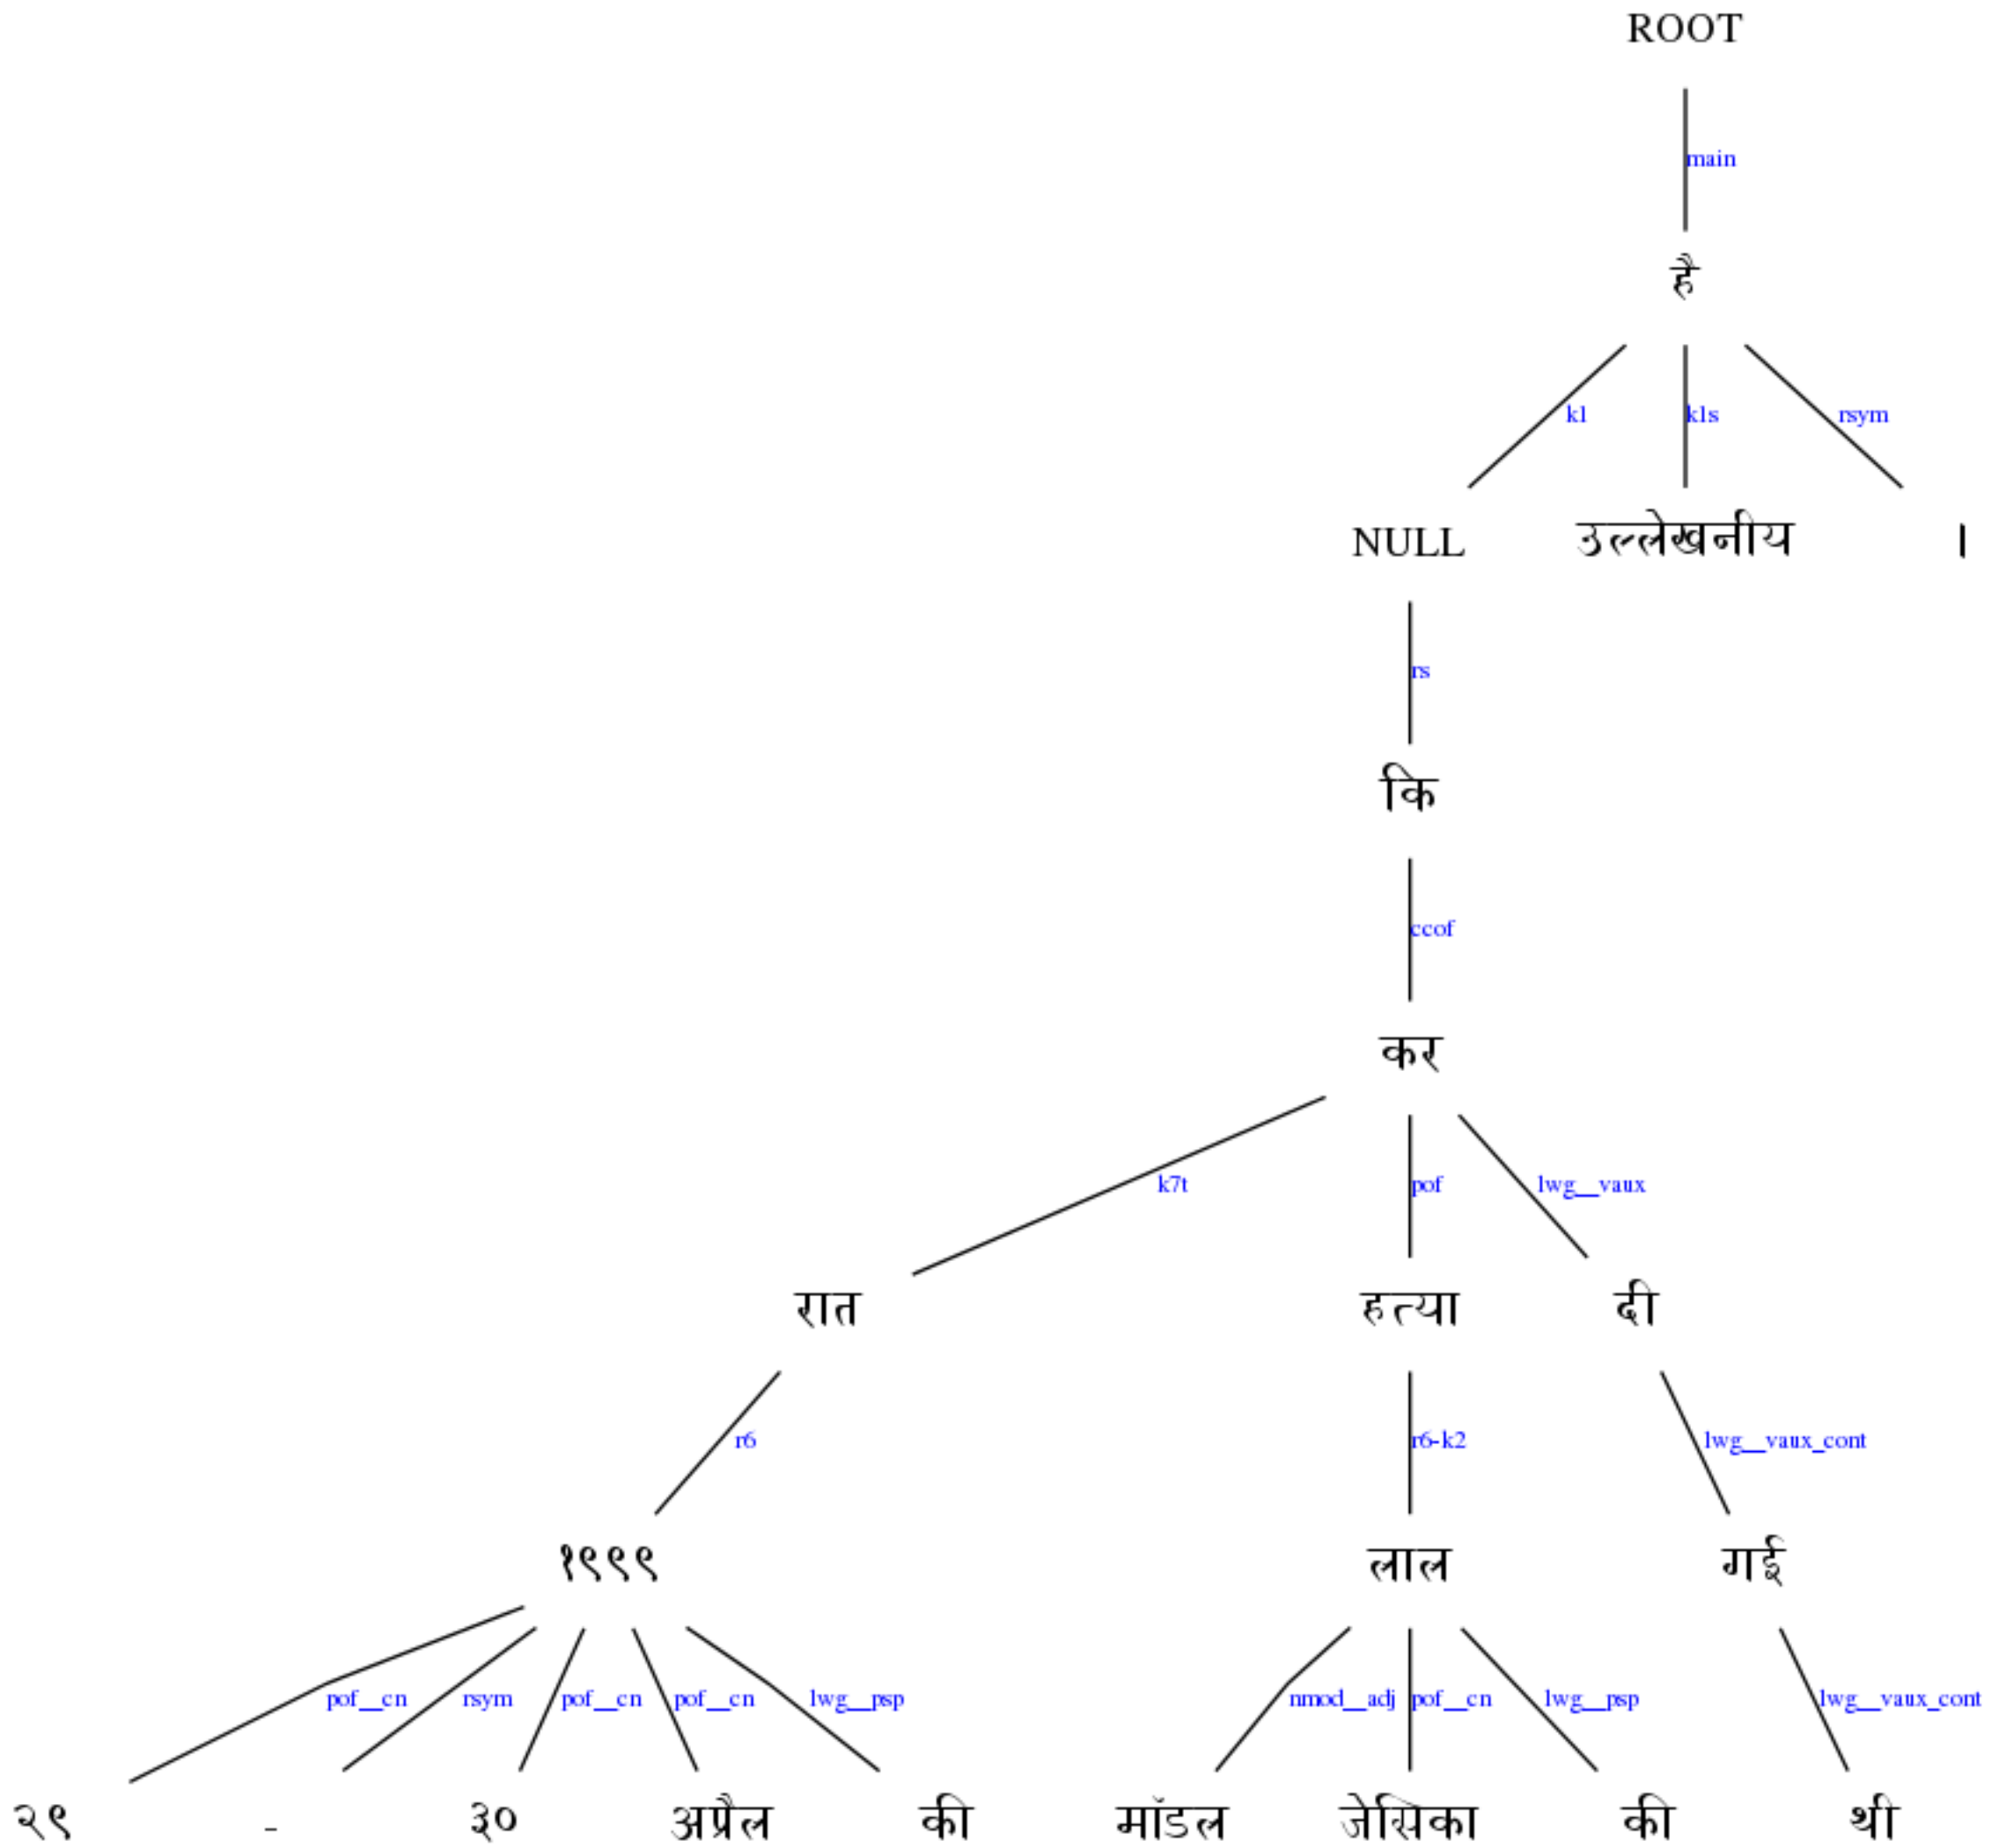 ROOT
main
है
k1 k1s rsym
NULL उल्लेखनीय ।
rs
कि
ccof
कर
k7t pof lwg__vaux
रात हत्या दी
r6 r6-k2 lwg__vaux_cont
१९९९ लाल गई
pof__cn rsym pof__cn pof__cn lwg__psp nmod__adj pof__cn lwg__psp lwg__vaux_cont
२९ - ३० अप्रैल की मॉडल जेसिका की थी